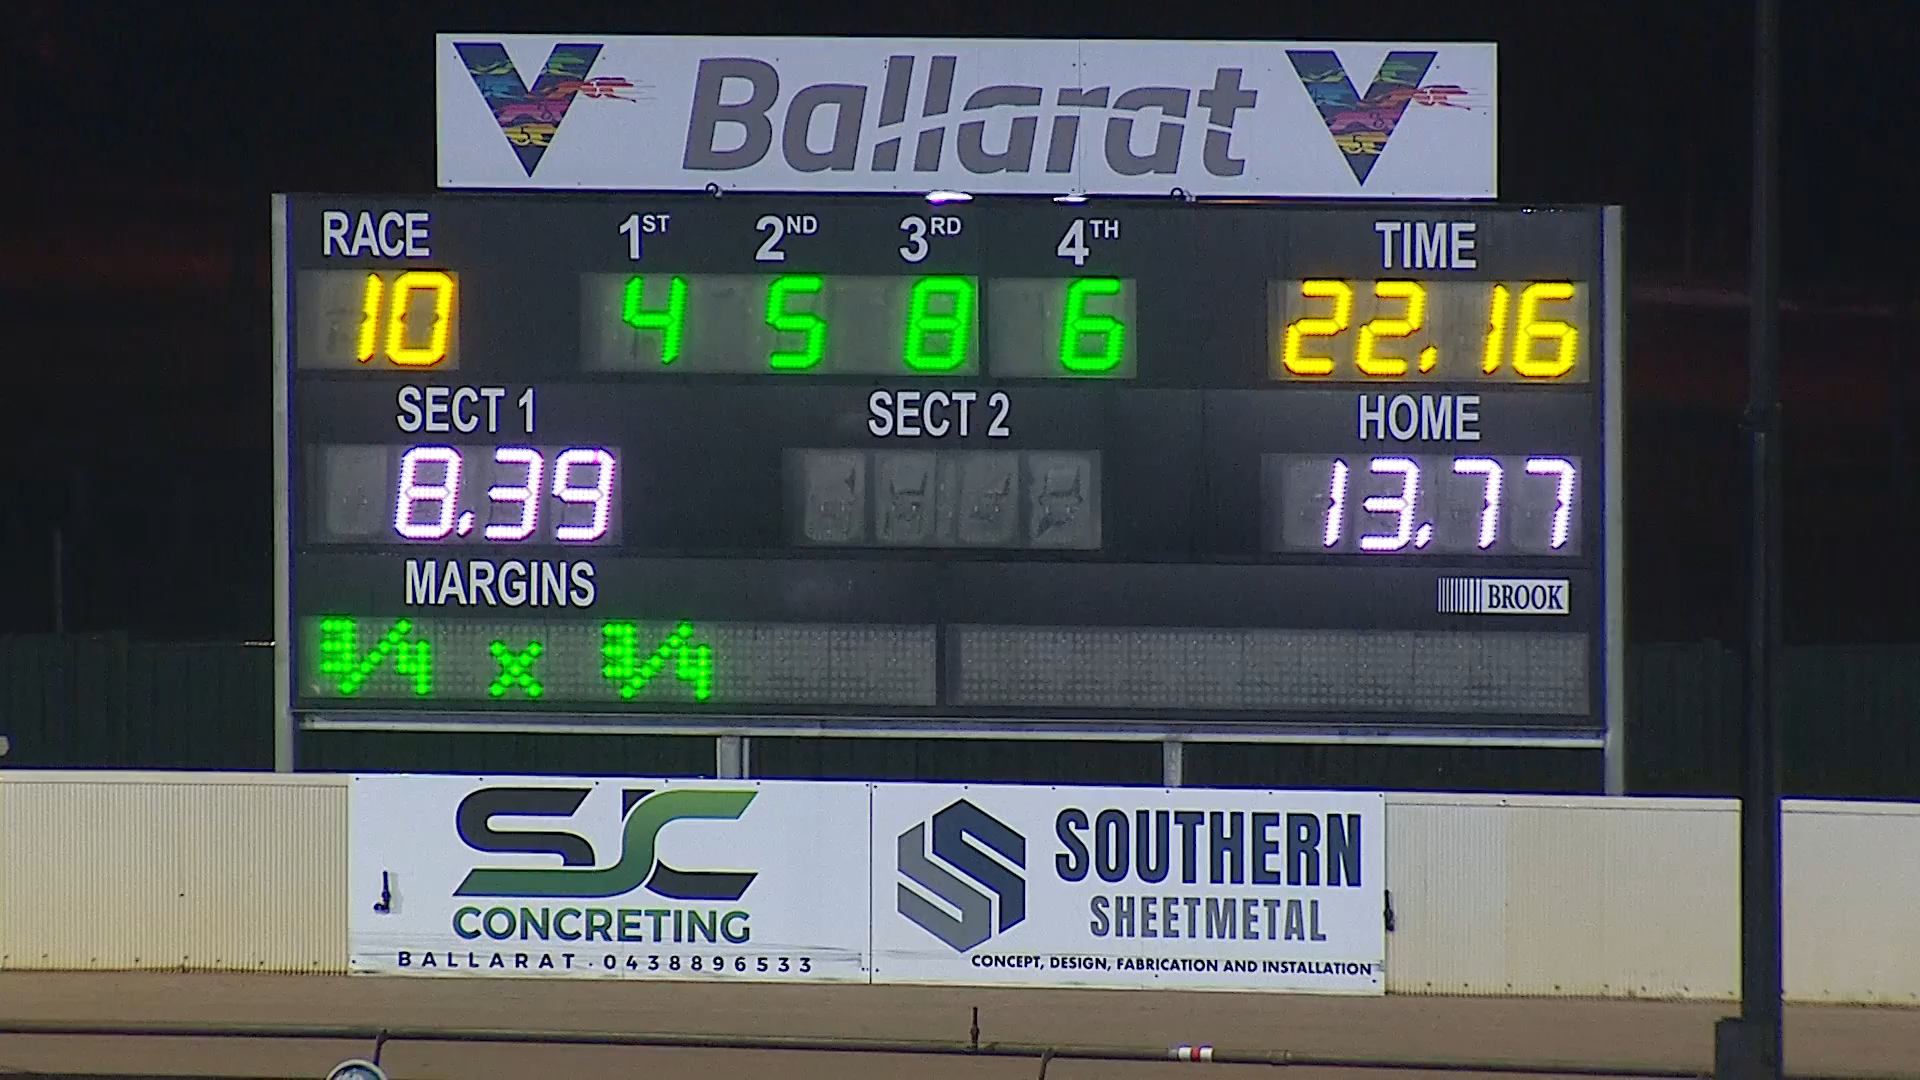 Ballarat
RACE 1ST 2ND 3RD 4TH TIME
10 4 5 8 6 22.16
SECT 1 SECT 2 HOME
8.39 13.77
MARGINS
BROOK
3/4 x 3/4
SJC
CONCRETING
BALLARAT · 0438896533
SOUTHERN
SHEETMETAL
CONCEPT, DESIGN, FABRICATION AND INSTALLATION